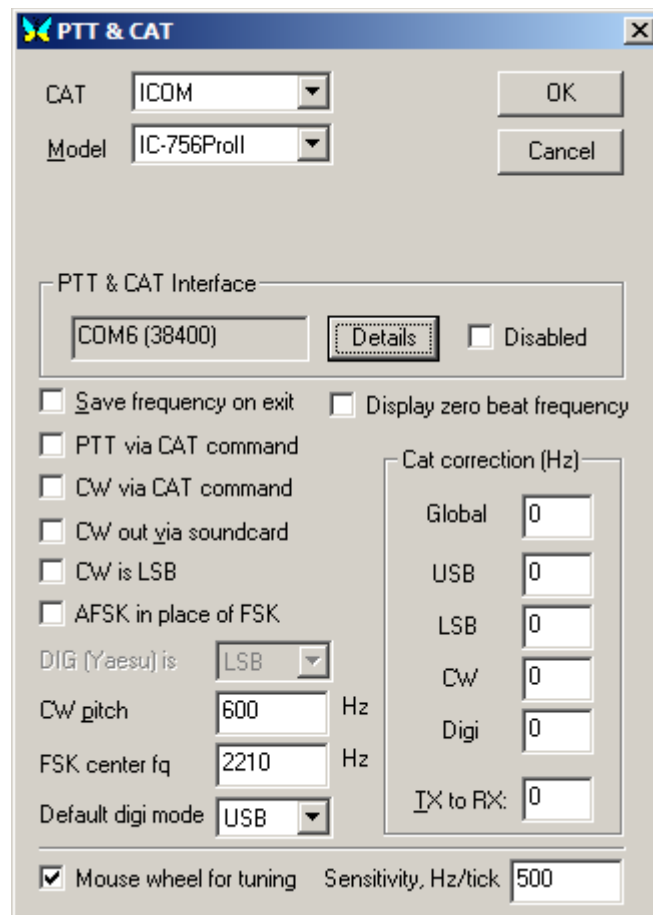 PTT & CAT
CAT ICOM OK
Model IC-756ProII Cancel
PTT & CAT Interface
COM6 (38400) Details Disabled
Save frequency on exit Display zero beat frequency
PTT via CAT command
CW via CAT command
CW out via soundcard
CW is LSB
AFSK in place of FSK
DIG (Yaesu) is LSB
CW pitch 600 Hz
FSK center fq 2210 Hz
Default digi mode USB
Cat correction (Hz)
Global 0
USB 0
LSB 0
CW 0
Digi 0
TX to RX: 0
Mouse wheel for tuning Sensitivity, Hz/tick 500